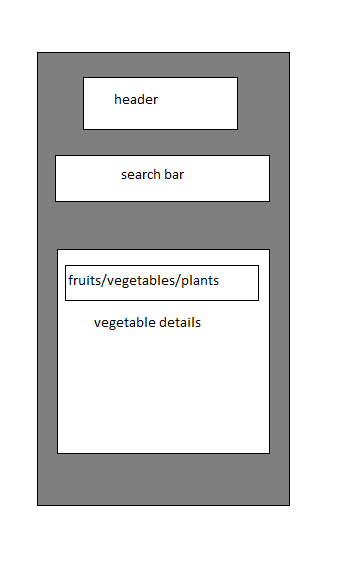 header
search bar
fruits/vegetables/plants
vegetable details